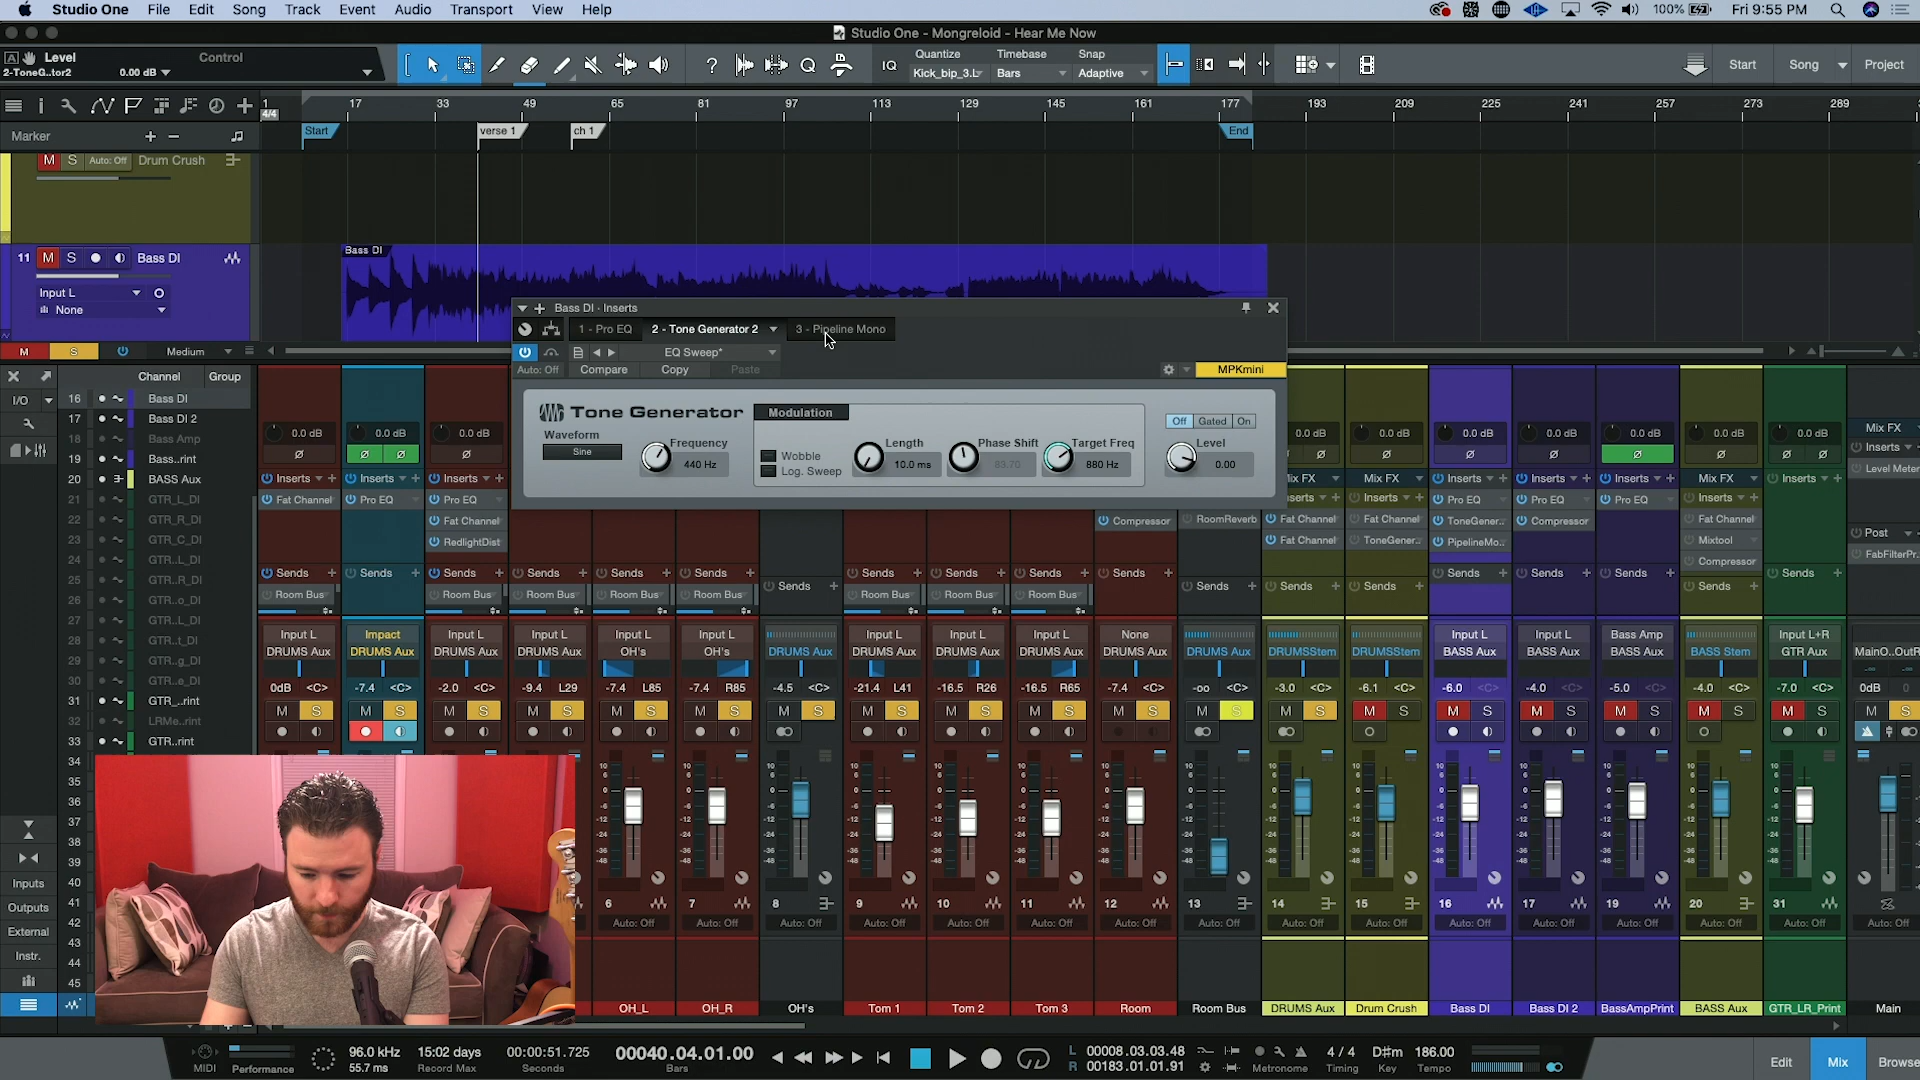 Studio One File Edit Song Track Event Audio Transport View Help
100% Fri 9:55 PM
Studio One - Mongreloid - Hear Me Now
Level Control
2-ToneG..tor2 0.00 dB
IQ Quantize Timebase Snap
Kick_bip_3.L Bars Adaptive
Start Song Project
1 17 33 49 65 81 97 113 129 145 161 177 193 209 225 241 257 273 289
4/4
Marker Start verse 1 ch 1 End
M S Auto: Off Drum Crush
11 M S Bass DI
Bass DI
Input L
None
M S Medium
Bass DI - Inserts
1 - Pro EQ 2 - Tone Generator 2 3 - Pipeline Mono
EQ Sweep*
Auto: Off Compare Copy Paste MPKmini
Tone Generator Modulation Off Gated On
Waveform Frequency Length Phase Shift Target Freq Level
Sine 440 Hz Wobble 10.0 ms 83.70 880 Hz 0.00
Log. Sweep
Channel Group
I/O
16 Bass DI
17 Bass DI 2
18 Bass Amp
19 Bass..rint
20 BASS Aux
21 GTR_L_DI
22 GTR_R_DI
23 GTR_C_DI
24 GTR..L_DI
25 GTR..R_DI
26 GTR..o_DI
27 GTR..L_DI
28 GTR..t_DI
29 GTR..g_DI
30 GTR..e_DI
31 GTR_..rint
32 LRMe..rint
33 GTR..rint
34
35
36
37
38
39
40
41
42
43
44
45
Inputs
Outputs
External
Instr.
0.0 dB 0.0 dB 0.0 dB 0.0 dB 0.0 dB 0.0 dB 0.0 dB 0.0 dB 0.0 dB
Mix FX
Inserts
Level Meter
Inserts Inserts Inserts ix FX Mix FX Inserts Inserts Inserts Mix FX Inserts
Fat Channel Pro EQ Pro EQ serts Inserts Pro EQ Pro EQ Pro EQ Inserts
Fat Channel Compressor RoomReverb Fat Channel Fat Channel ToneGener.. Compressor Fat Channel
RedlightDist Fat Channel ToneGener.. PipelineMo.. Mixtool
Compressor
Post
FabFilterPr..
Sends Sends Sends Sends Sends Sends Sends Sends Sends Sends Sends Sends Sends Sends Sends Sends Sends Sends Sends
Room Bus Room Bus Room Bus Room Bus Room Bus Room Bus Room Bus Room Bus
Input L Impact Input L Input L Input L Input L Input L Input L Input L None Input L Input L Bass Amp Input L+R
DRUMS Aux DRUMS Aux DRUMS Aux DRUMS Aux OH's OH's DRUMS Aux DRUMS Aux DRUMS Aux DRUMS Aux DRUMS Aux DRUMS Aux DRUMSStem DRUMSStem BASS Aux BASS Aux BASS Aux BASS Stem GTR Aux MainO..OutR
0dB <C> -7.4 <C> -2.0 <C> -9.4 L29 -7.4 L85 -7.4 R85 -4.5 <C> -21.4 L41 -16.5 R26 -16.5 R65 -7.4 <C> -oo <C> -3.0 <C> -6.1 <C> -6.0 <C> -4.0 <C> -5.0 <C> -4.0 <C> -7.0 <C> 0dB 0
M S M S M S M S M S M S M S M S M S M S M S M S M S M S M S M S M S M S M S M S
6 7 8 9 10 11 12 13 14 15 16 17 19 20 31
Auto: Off Auto: Off Auto: Off Auto: Off Auto: Off Auto: Off Auto: Off Auto: Off Auto: Off Auto: Off Auto: Off Auto: Off Auto: Off Auto: Off Auto: Off Auto: Off
OH_L OH_R OH's Tom 1 Tom 2 Tom 3 Room Room Bus DRUMS Aux Drum Crush Bass DI Bass DI 2 BassAmpPrint BASS Aux GTR_LR_Print Main
MIDI Performance 96.0 kHz 15:02 days 00:00:51.725 00040.04.01.00 L 00008.03.03.48 4 / 4 D#m 186.00
55.7 ms Record Max Seconds Bars R 00183.01.01.91 Metronome Timing Key Tempo
Edit Mix Browse